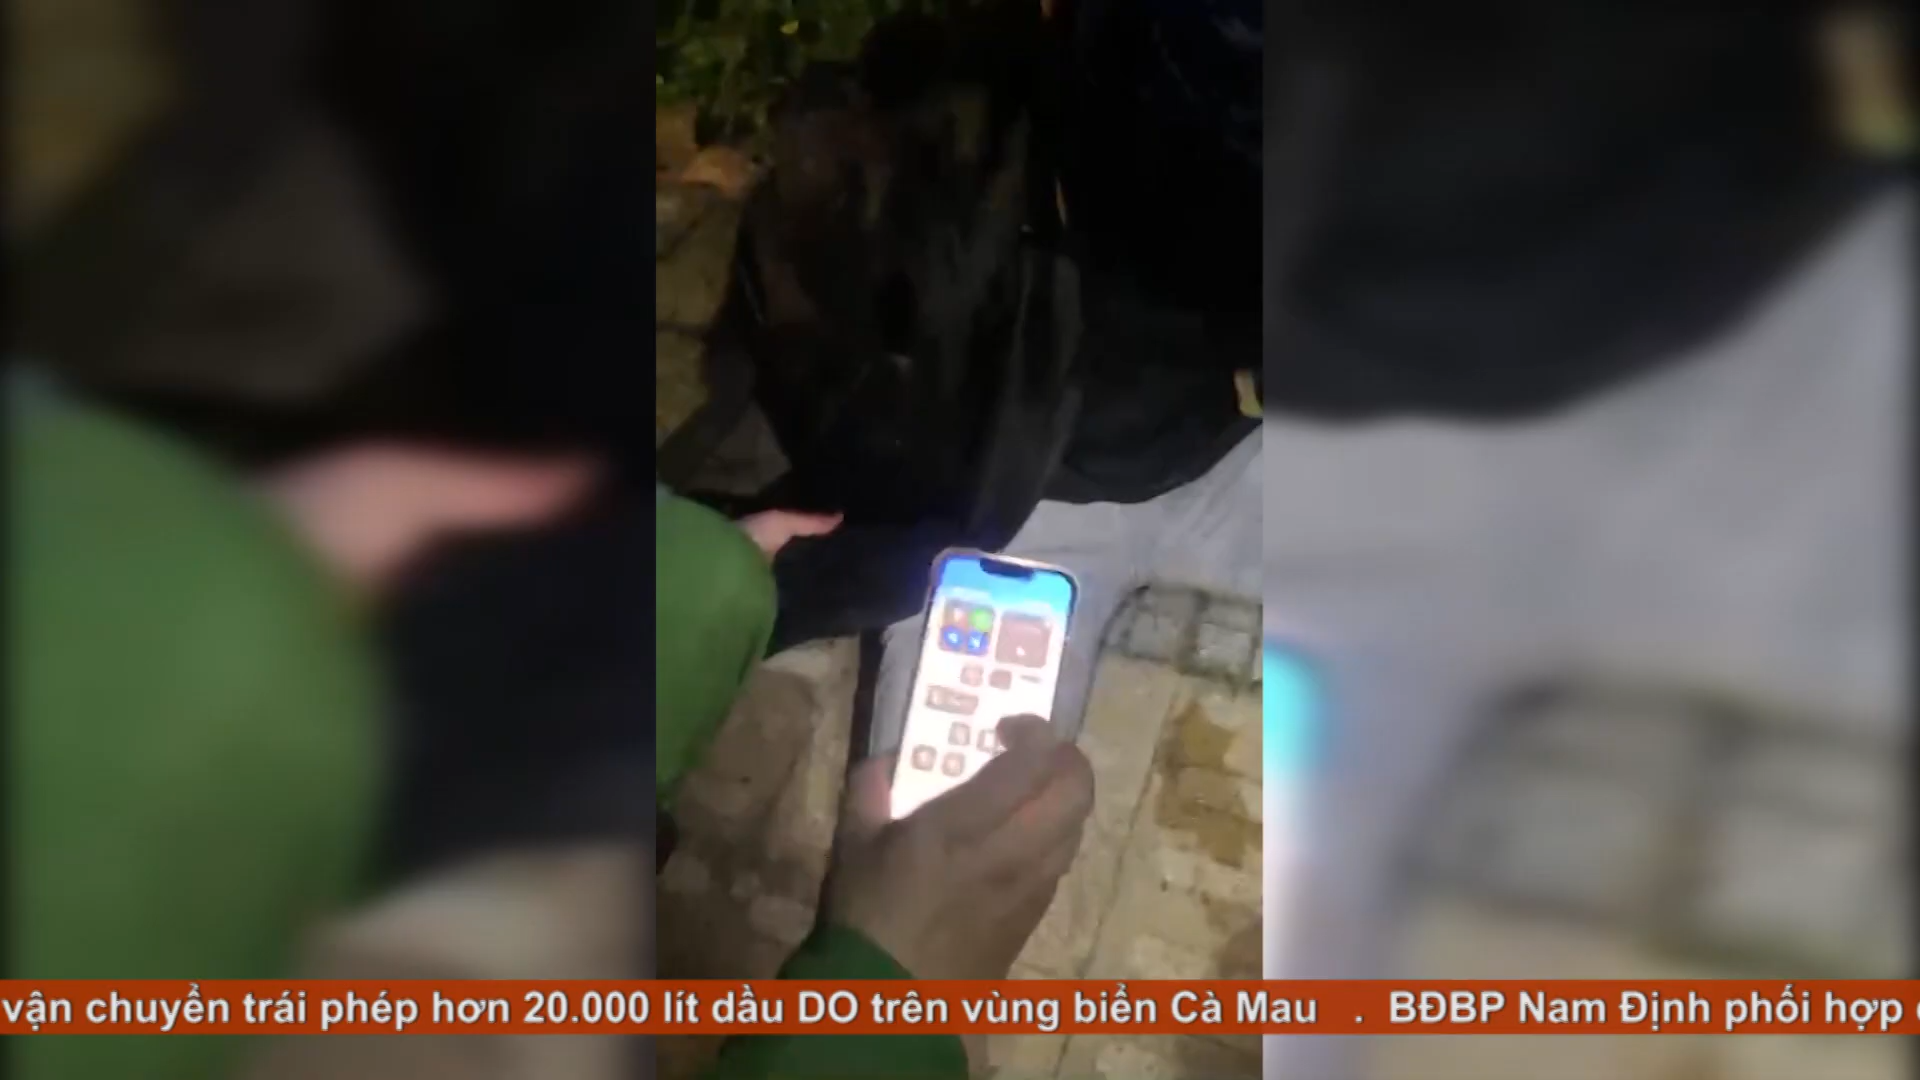 vận chuyển trái phép hơn 20.000 lít dầu DO trên vùng biển Cà Mau . BĐBP Nam Định phối hợp